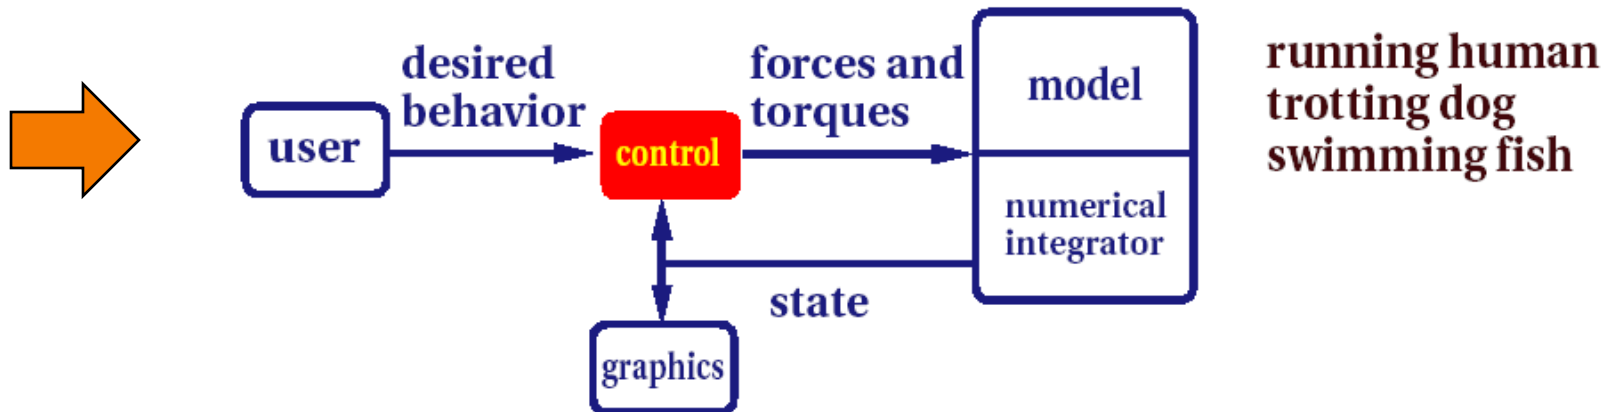 user
desired
behavior
control
forces and
torques
model
numerical
integrator
state
graphics
running human
trotting dog
swimming fish